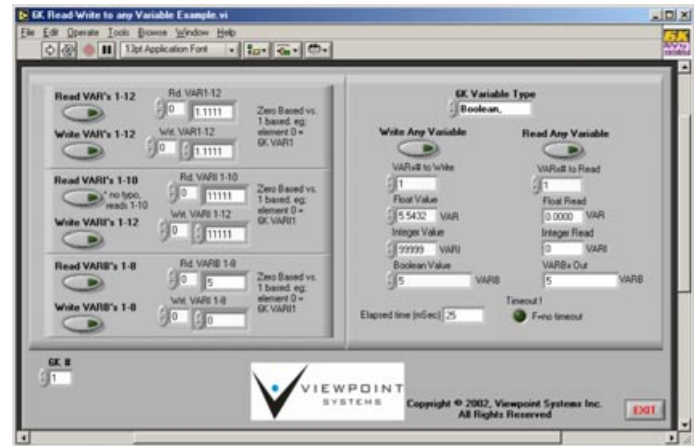 6K Read-Write to any Variable Example.vi
File Edit Operate Tools Browse Window Help
13pt Application Font
6K
Read VAR's 1-12
Rd. VAR1-12
0 1.1111
Zero Based vs.
1 based. eg:
element 0 =
6K VAR1
Write VAR's 1-12
Wrt. VAR1-12
0 1.1111
Read VARI's 1-10
* no typo,
reads 1-10
Rd. VARI 1-10
0 11111
Zero Based vs.
1 based. eg:
element 0 =
6K VARI1
Write VARI's 1-12
Wrt. VARI 1-12
0 11111
Read VARB's 1-8
Rd. VARB 1-8
0 5
Zero Based vs.
1 based. eg:
element 0 =
6K VARI1
Write VARB's 1-8
Wrt. VARI 1-8
0 0
6K Variable Type
Boolean,
Write Any Variable
Read Any Variable
VARx# to Write
VARx# to Read
1
1
Float Value
Float Read
5.5432 VAR
0.0000 VAR
Integer Value
Integer Read
99999 VARI
0 VARI
Boolean Value
VARBs Out
5 VARB
5 VARB
Timeout!
Elapsed time (mSec) 25
F=no timeout
6K #
1
VIEWPOINT
SYSTEMS
Copyright © 2002, Viewpoint Systems Inc.
All Rights Reserved
EXIT